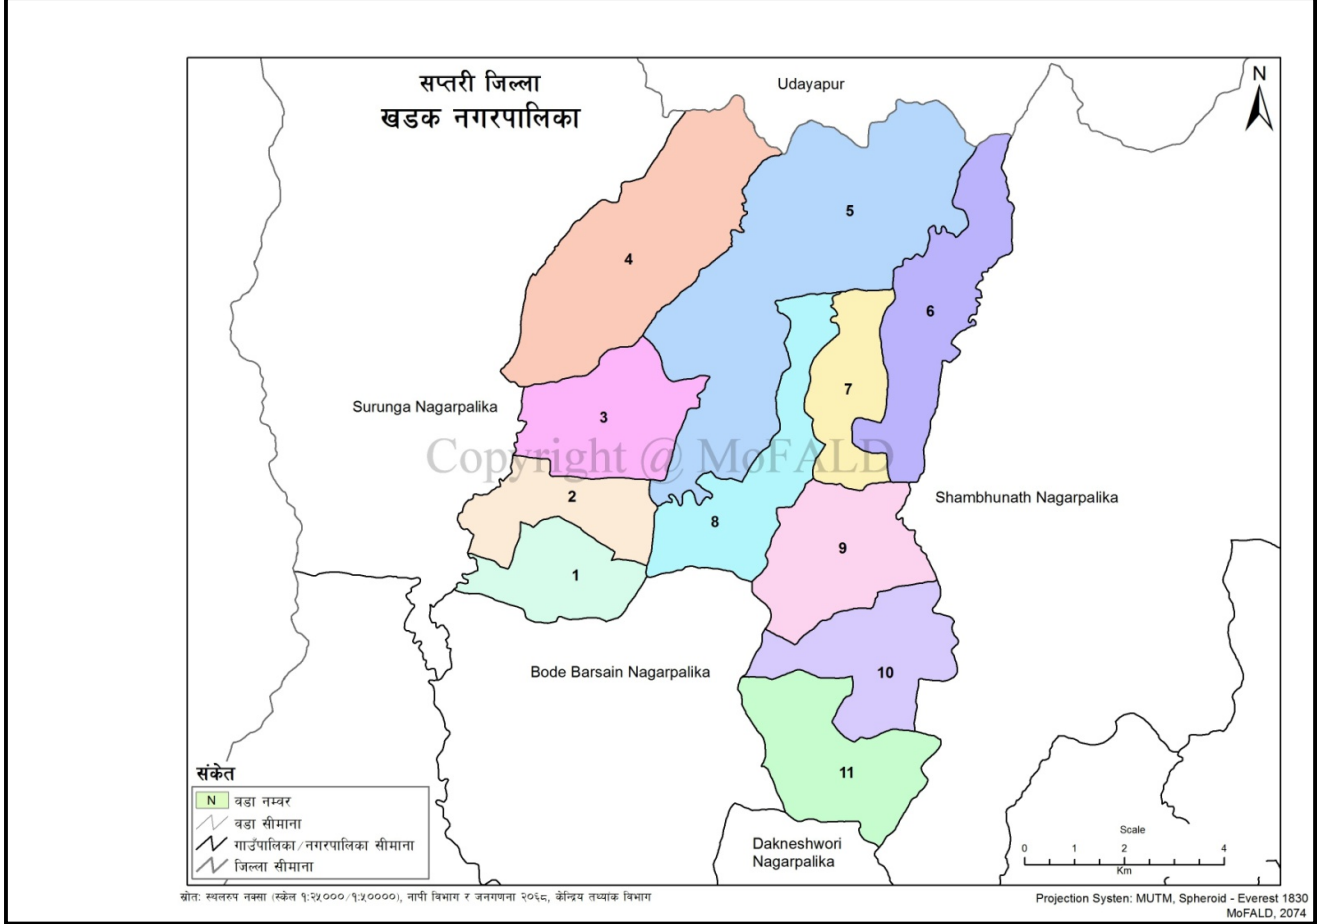 सप्तरी जिल्ला
खडक नगरपालिका
Udayapur
N
5
4
6
7
Surunga Nagarpalika
3
Copyright @ MoFALD
2
Shambhunath Nagarpalika
8
9
1
Bode Barsain Nagarpalika
10
11
संकेत
N वडा नम्वर
वडा सीमाना
गाउँपालिका/नगरपालिका सीमाना
जिल्ला सीमाना
Dakneshwori
Nagarpalika
Scale
0 1 2 4
Km
स्रोत: स्थलरुप नक्सा (स्केल १:२५०००/१:५००००), नापी विभाग र जनगणना २०६८, केन्द्रिय तथ्यांक विभाग
Projection Systen: MUTM, Spheroid - Everest 1830
MoFALD, 2074